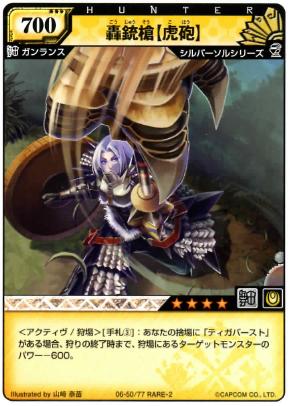 HUNTER
700
ごうじゅうそう こほう
轟銃槍【虎砲】
ガンランス
シルバーソルシリーズ
<アクティヴ/狩場>[手札③]:あなたの捨場に「ティガバースト」
がある場合、狩りの終了時まで、狩場にあるターゲットモンスターの
パワー−600。
Illustrated by 山﨑 奈苗
06-50/77 RARE-2
©CAPCOM CO., LTD.